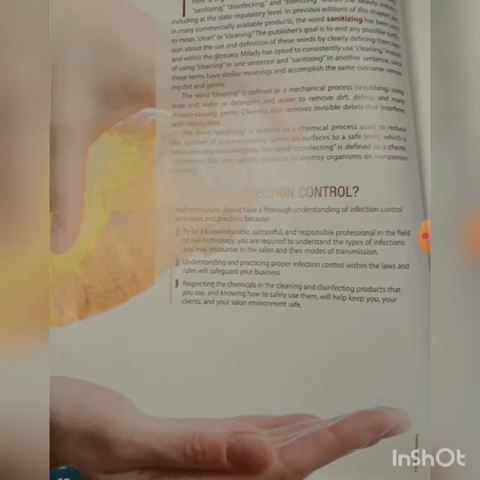 "sanitizing," "disinfecting," and
including at the state regulatory level. In previous editions of this chapter,
in many commercially available products, the word sanitizing has been
to mean "clean" or "cleaning." The publisher's goal is to end any possible
sion about the use and definition of these words by clearly defining them
and within the glossary. Milady has opted to consistently use "cleaning," instead
of using "cleaning" in one sentence and "sanitizing" in another sentence,
these terms have similar meanings and accomplish the same outcome:
ing dirt and germs.
The word "cleaning" is defined as a mechanical process (scrubbing) using
soap and water or detergent and water to remove dirt, debris, and many
disease-causing germs. Cleaning also removes invisible debris that interferes
with disinfection.
The word "sanitizing" is defined as a chemical process used to reduce
the number of disease-causing germs on surfaces to a safe level,
The word "disinfecting" is defined as a
to destroy organisms on nonporous
ECTION CONTROL?
Nail technicians should have a thorough understanding of infection control
principles and practices because:
To be a knowledgeable, successful, and responsible professional in the field
of nail technology, you are required to understand the types of infections
you may encounter in the salon and their modes of transmission.
Understanding and practicing proper infection control within the laws and
rules will safeguard your business.
Respecting the chemicals in the cleaning and disinfecting products that
you use, and knowing how to safely use them, will help keep you, your
clients, and your salon environment safe.
InShOt